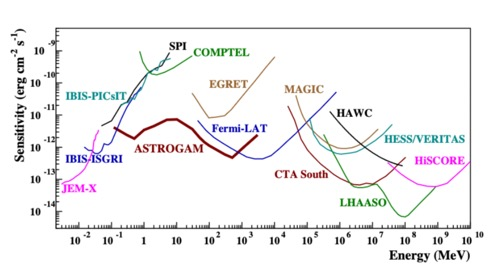 Sensitivity (erg cm⁻² s⁻¹)
10⁻⁹
10⁻¹⁰
10⁻¹¹
10⁻¹²
10⁻¹³
10⁻¹⁴
SPI
COMPTEL
IBIS-PICsIT
EGRET
MAGIC
HAWC
Fermi-LAT
HESS/VERITAS
ASTROGAM
IBIS-ISGRI
HiSCORE
CTA South
JEM-X
LHAASO
10⁻² 10⁻¹ 1 10 10² 10³ 10⁴ 10⁵ 10⁶ 10⁷ 10⁸ 10⁹ 10¹⁰
Energy (MeV)